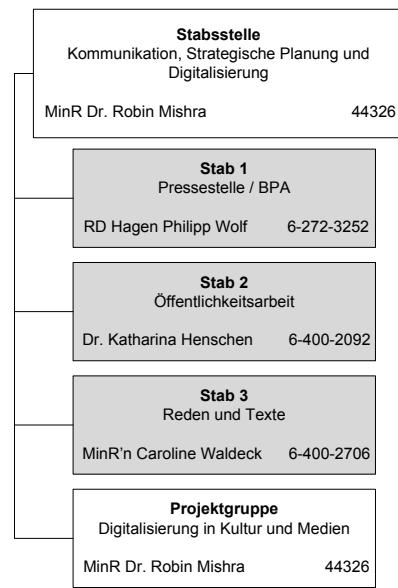 Stabsstelle
Kommunikation, Strategische Planung und
Digitalisierung
MinR Dr. Robin Mishra 44326
Stab 1
Pressestelle / BPA
RD Hagen Philipp Wolf 6-272-3252
Stab 2
Öffentlichkeitsarbeit
Dr. Katharina Henschen 6-400-2092
Stab 3
Reden und Texte
MinR'n Caroline Waldeck 6-400-2706
Projektgruppe
Digitalisierung in Kultur und Medien
MinR Dr. Robin Mishra 44326